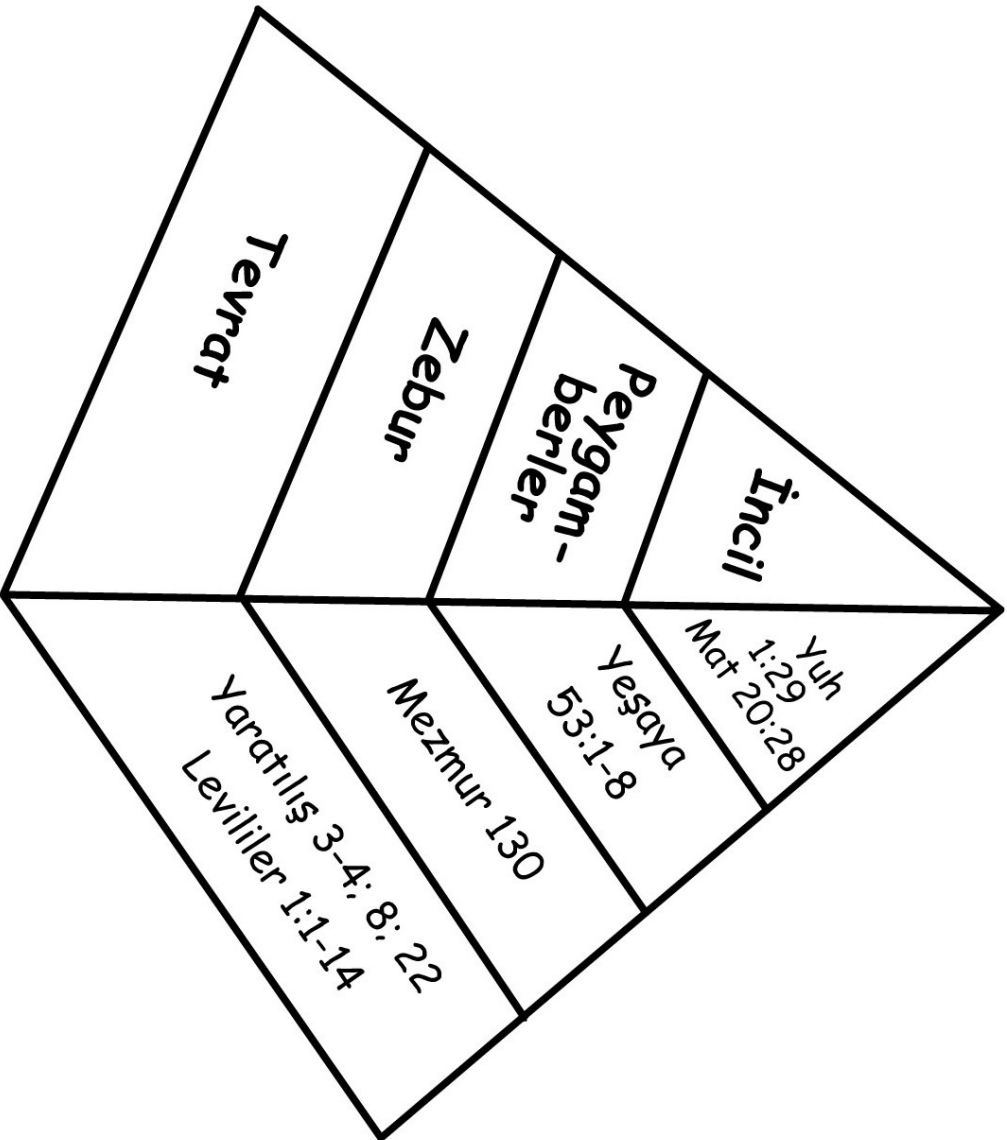 Tevrat
Zebur
Peygam-
berler
İncil
Yaratılış 3-4; 8; 22
Levililer 1:1-14
Mezmur 130
Yeşaya
53:1-8
Yuh
1:29
Mat 20:28